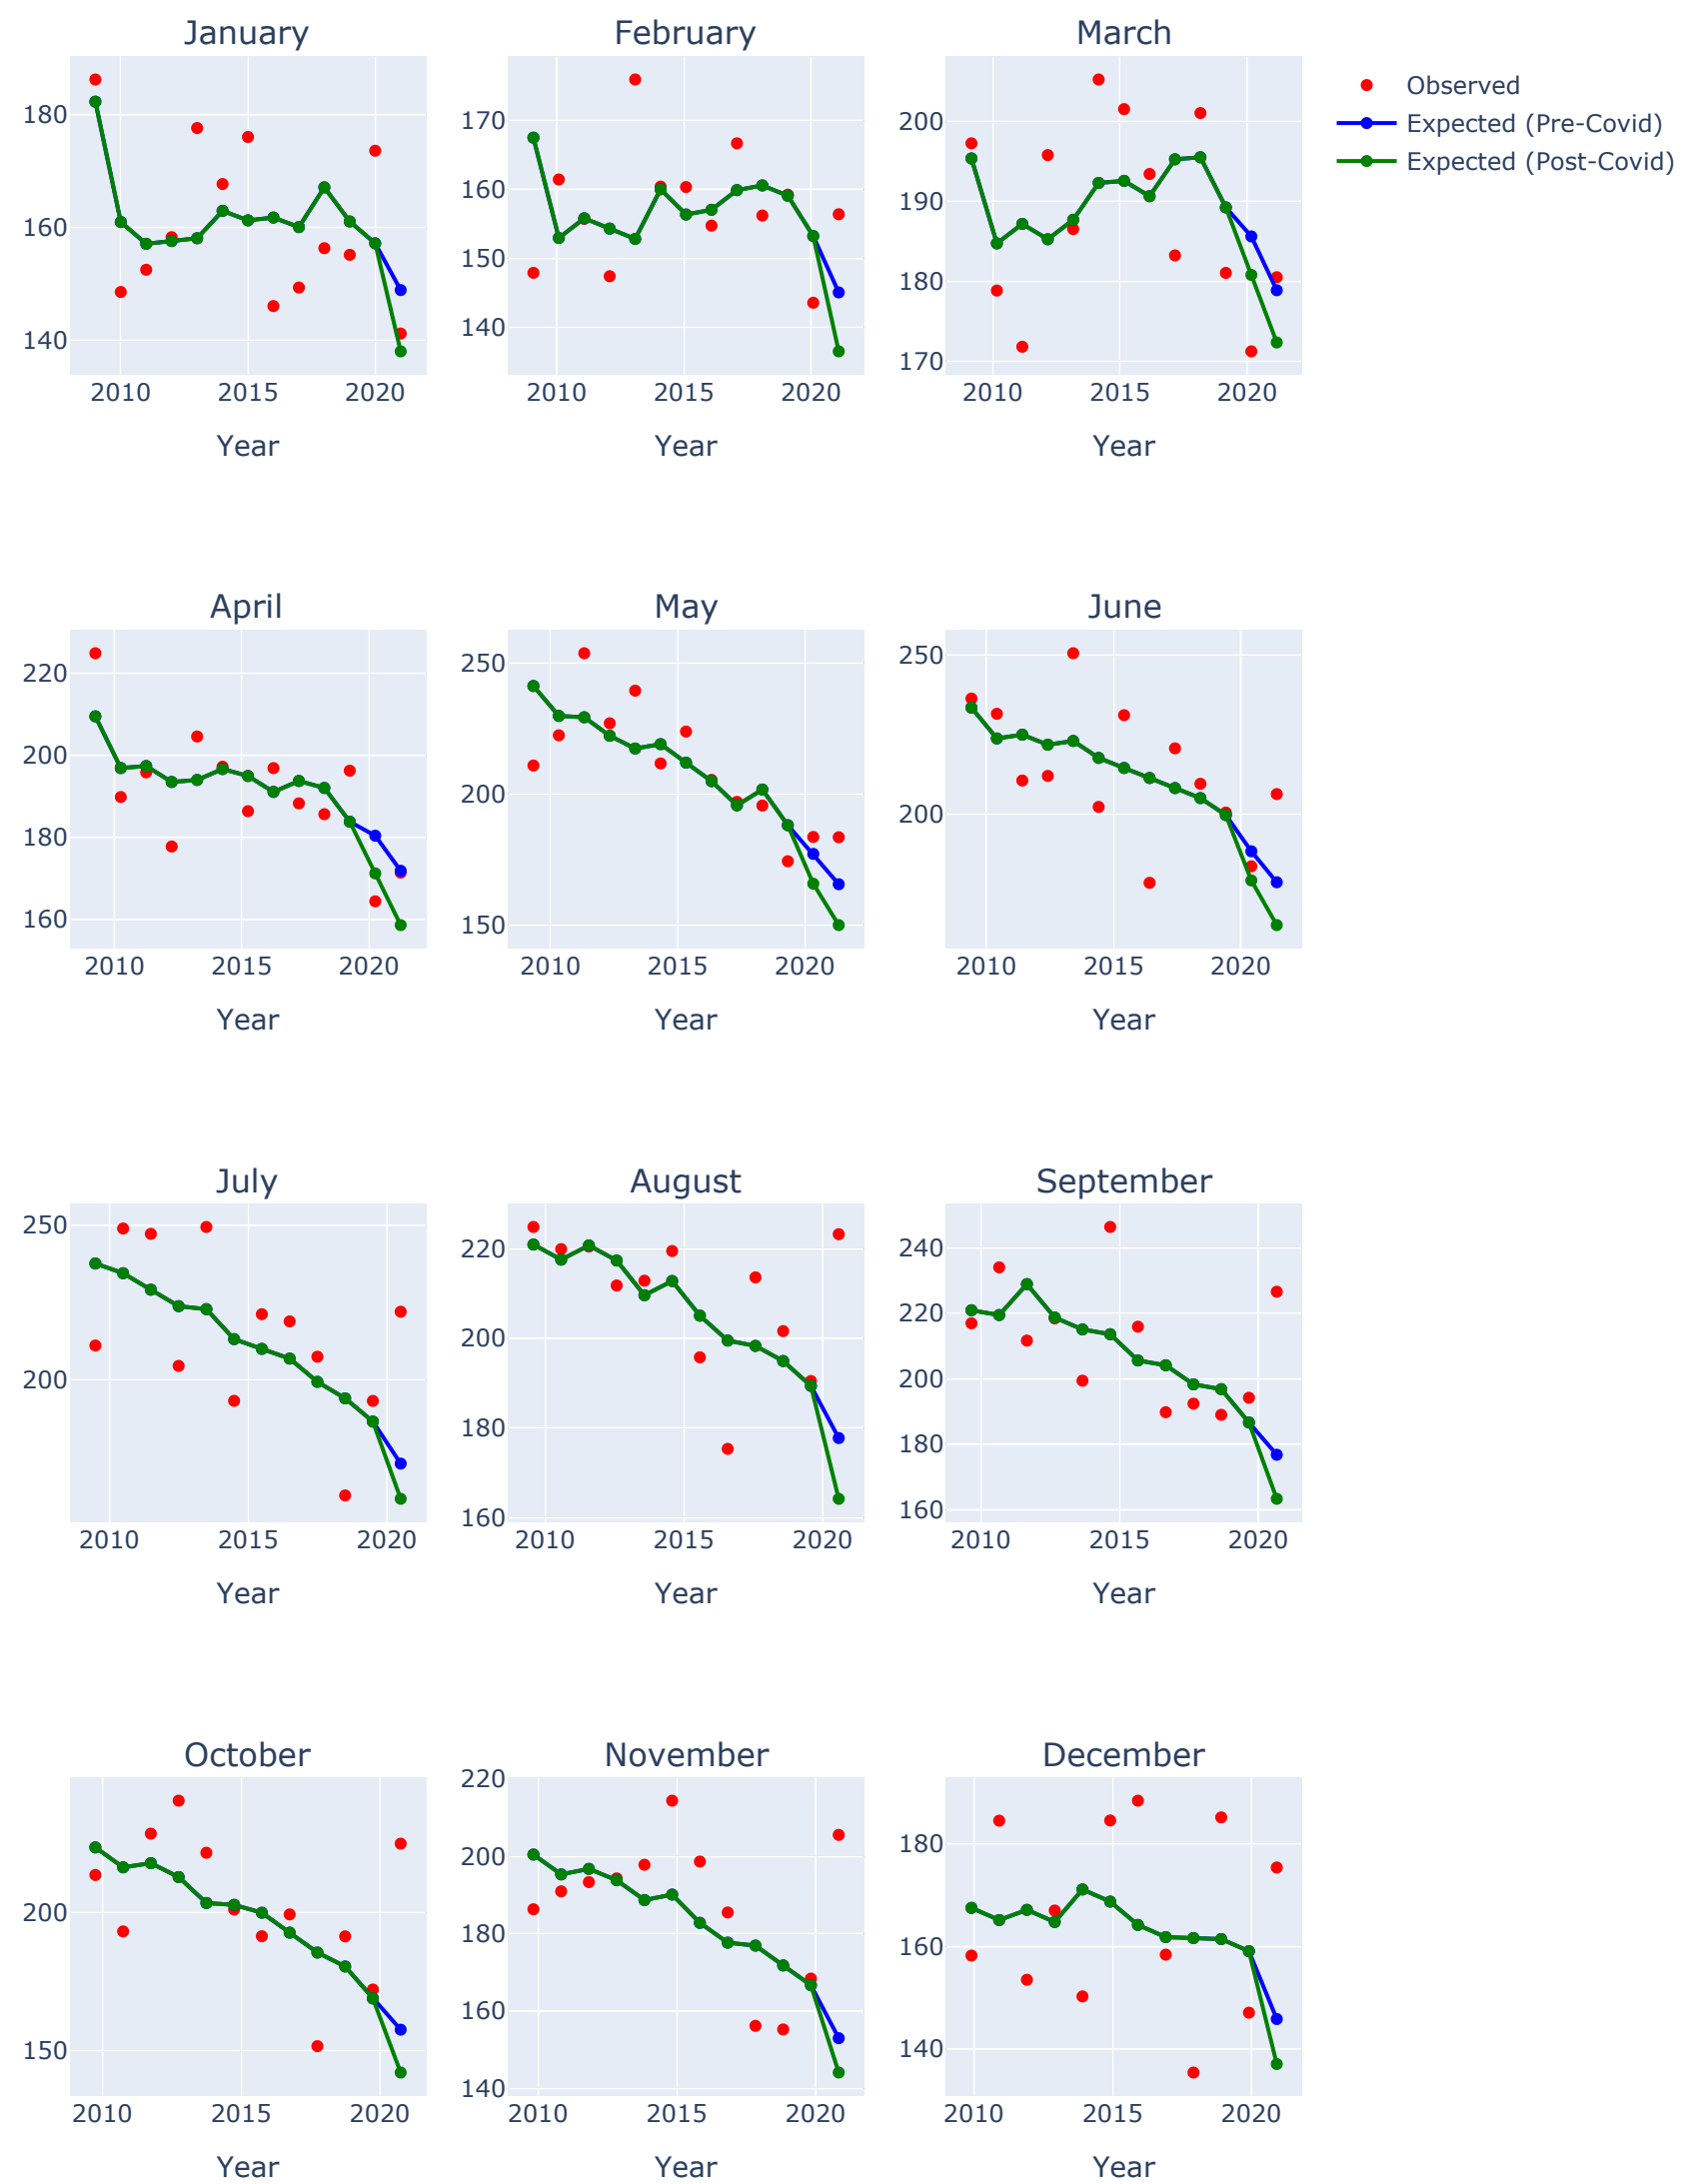 January
February
March
Observed
Expected (Pre-Covid)
Expected (Post-Covid)
180
160
140
2010 2015 2020
Year
170
160
150
140
2010 2015 2020
Year
200
190
180
170
2010 2015 2020
Year
April
May
June
220
200
180
160
2010 2015 2020
Year
250
200
150
2010 2015 2020
Year
250
200
2010 2015 2020
Year
July
August
September
250
200
2010 2015 2020
Year
220
200
180
160
2010 2015 2020
Year
240
220
200
180
160
2010 2015 2020
Year
October
November
December
200
150
2010 2015 2020
Year
220
200
180
160
140
2010 2015 2020
Year
180
160
140
2010 2015 2020
Year